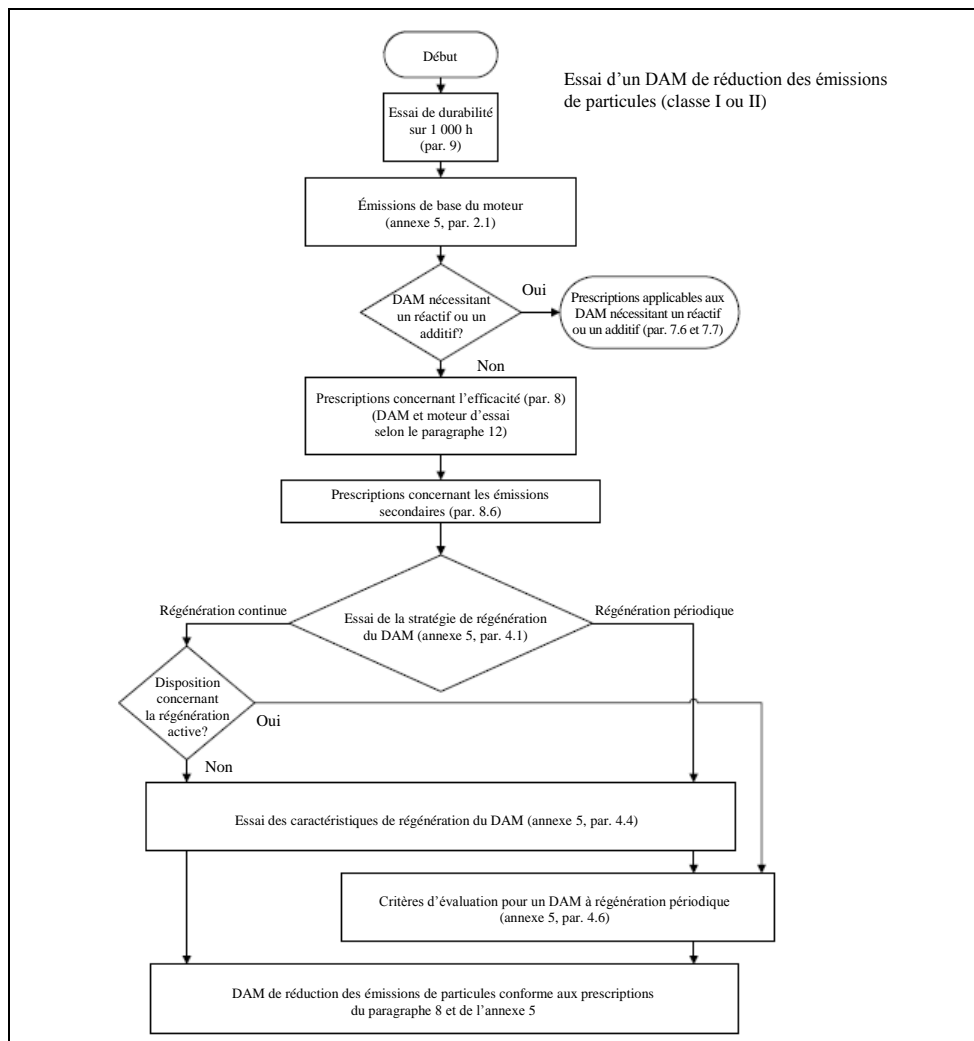 Début
Essai d'un DAM de réduction des émissions
de particules (classe I ou II)
Essai de durabilité
sur 1 000 h
(par. 9)
Émissions de base du moteur
(annexe 5, par. 2.1)
DAM nécessitant
un réactif ou un
additif?
Oui
Prescriptions applicables aux
DAM nécessitant un réactif
ou un additif (par. 7.6 et 7.7)
Non
Prescriptions concernant l'efficacité (par. 8)
(DAM et moteur d'essai
selon le paragraphe 12)
Prescriptions concernant les émissions
secondaires (par. 8.6)
Régénération continue
Essai de la stratégie de régénération
du DAM (annexe 5, par. 4.1)
Régénération périodique
Disposition
concernant
la régénération
active?
Oui
Non
Essai des caractéristiques de régénération du DAM (annexe 5, par. 4.4)
Critères d'évaluation pour un DAM à régénération périodique
(annexe 5, par. 4.6)
DAM de réduction des émissions de particules conforme aux prescriptions
du paragraphe 8 et de l'annexe 5